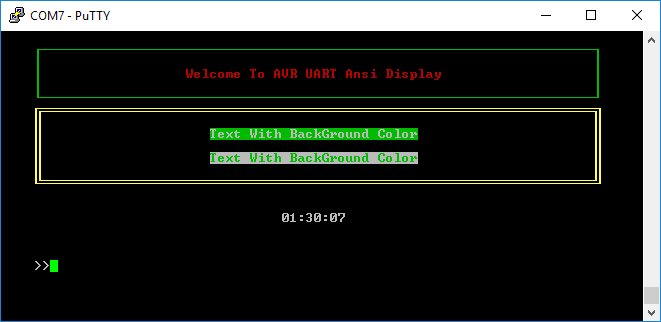 COM7 - PuTTY
Welcome To AVR UART Ansi Display
Text With BackGround Color
Text With BackGround Color
01:30:07
>>